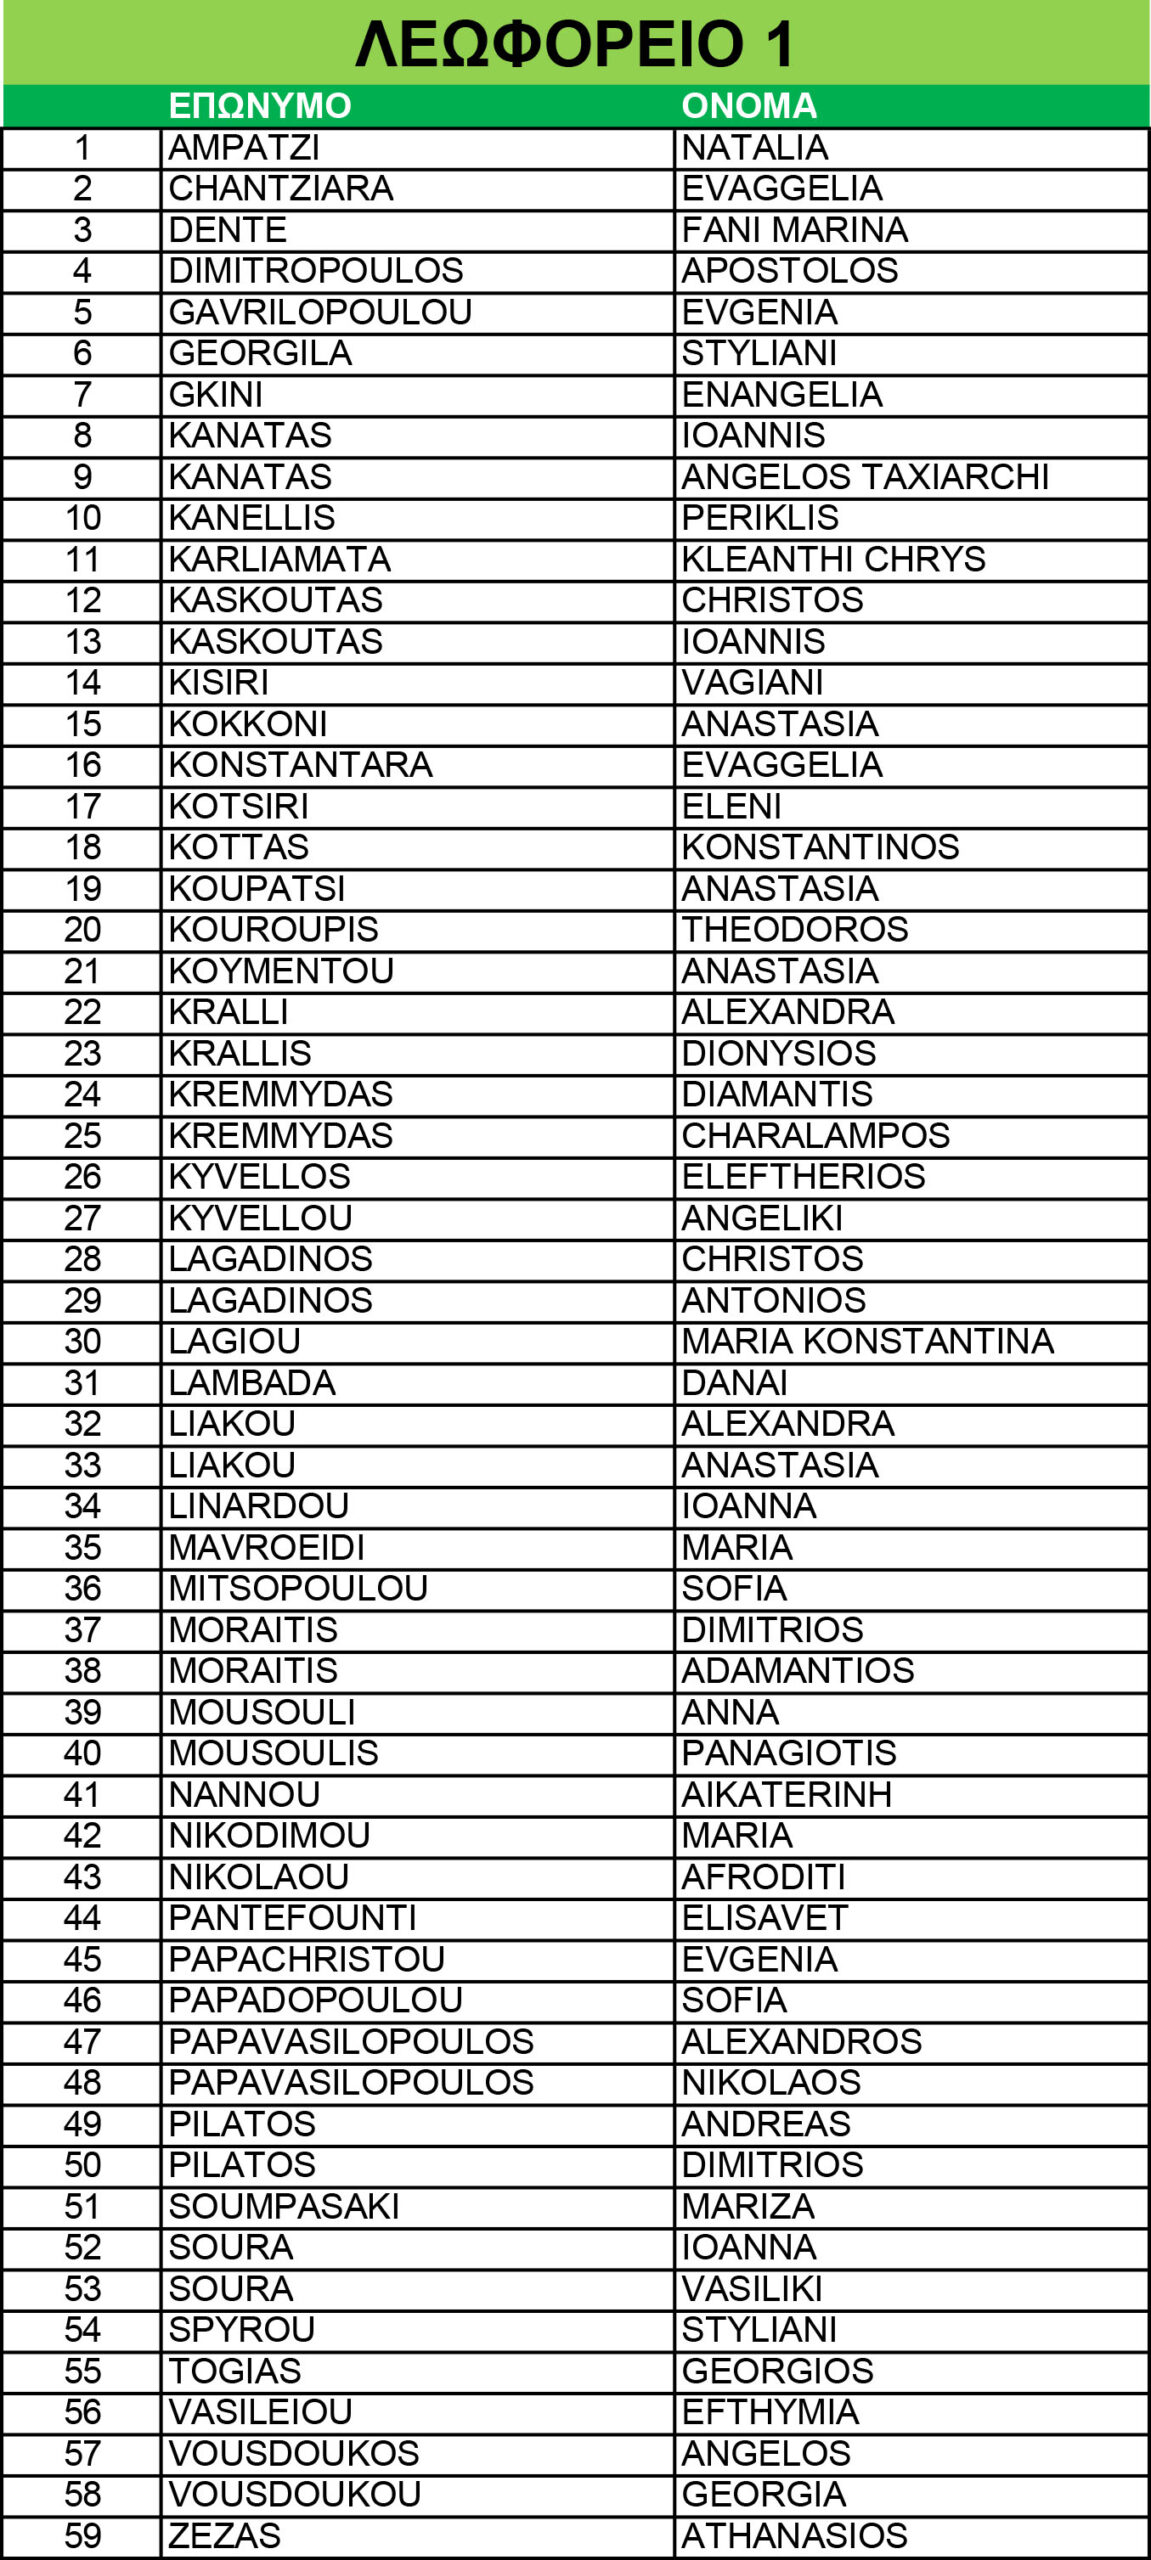 ΛΕΩΦΟΡΕΙΟ 1
ΕΠΩΝΥΜΟ ΟΝΟΜΑ
1 AMPATZI NATALIA
2 CHANTZIARA EVAGGELIA
3 DENTE FANI MARINA
4 DIMITROPOULOS APOSTOLOS
5 GAVRILOPOULOU EVGENIA
6 GEORGILA STYLIANI
7 GKINI ENANGELIA
8 KANATAS IOANNIS
9 KANATAS ANGELOS TAXIARCHI
10 KANELLIS PERIKLIS
11 KARLIAMATA KLEANTHI CHRYS
12 KASKOUTAS CHRISTOS
13 KASKOUTAS IOANNIS
14 KISIRI VAGIANI
15 KOKKONI ANASTASIA
16 KONSTANTARA EVAGGELIA
17 KOTSIRI ELENI
18 KOTTAS KONSTANTINOS
19 KOUPATSI ANASTASIA
20 KOUROUPIS THEODOROS
21 KOYMENTOU ANASTASIA
22 KRALLI ALEXANDRA
23 KRALLIS DIONYSIOS
24 KREMMYDAS DIAMANTIS
25 KREMMYDAS CHARALAMPOS
26 KYVELLOS ELEFTHERIOS
27 KYVELLOU ANGELIKI
28 LAGADINOS CHRISTOS
29 LAGADINOS ANTONIOS
30 LAGIOU MARIA KONSTANTINA
31 LAMBADA DANAI
32 LIAKOU ALEXANDRA
33 LIAKOU ANASTASIA
34 LINARDOU IOANNA
35 MAVROEIDI MARIA
36 MITSOPOULOU SOFIA
37 MORAITIS DIMITRIOS
38 MORAITIS ADAMANTIOS
39 MOUSOULI ANNA
40 MOUSOULIS PANAGIOTIS
41 NANNOU AIKATERINH
42 NIKODIMOU MARIA
43 NIKOLAOU AFRODITI
44 PANTEFOUNTI ELISAVET
45 PAPACHRISTOU EVGENIA
46 PAPADOPOULOU SOFIA
47 PAPAVASILOPOULOS ALEXANDROS
48 PAPAVASILOPOULOS NIKOLAOS
49 PILATOS ANDREAS
50 PILATOS DIMITRIOS
51 SOUMPASAKI MARIZA
52 SOURA IOANNA
53 SOURA VASILIKI
54 SPYROU STYLIANI
55 TOGIAS GEORGIOS
56 VASILEIOU EFTHYMIA
57 VOUSDOUKOS ANGELOS
58 VOUSDOUKOU GEORGIA
59 ZEZAS ATHANASIOS